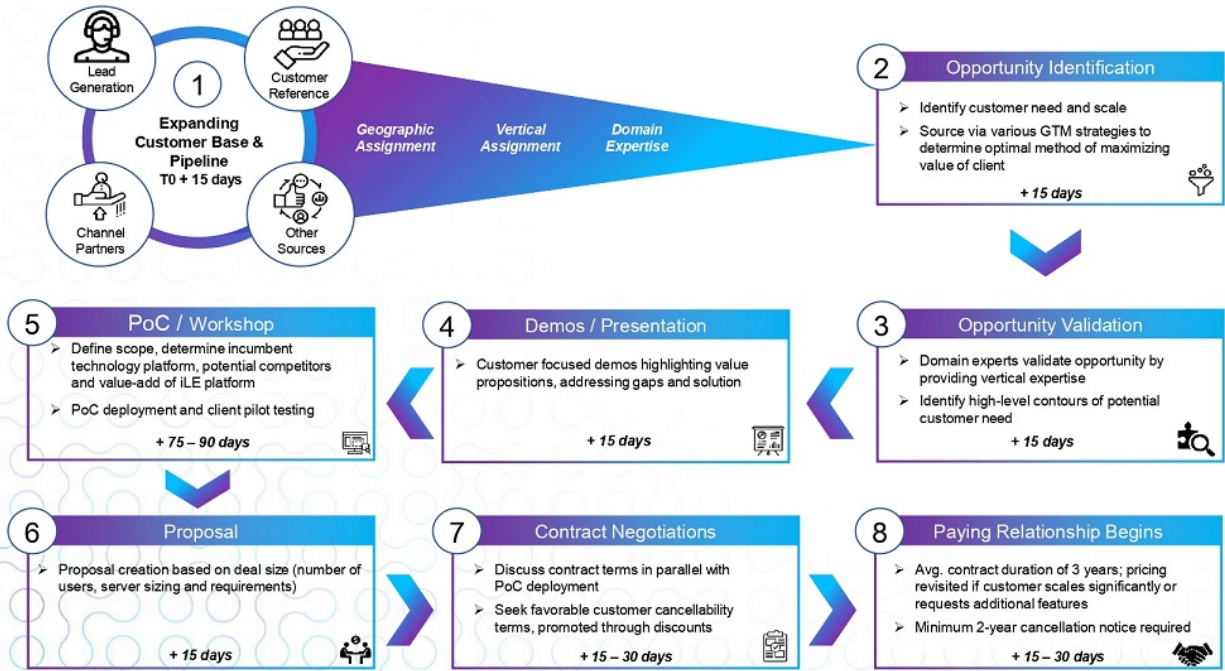 Lead
Generation
Customer
Reference
1
Expanding
Customer Base &
Pipeline
T0 + 15 days
Channel
Partners
Other
Sources
Geographic
Assignment
Vertical
Assignment
Domain
Expertise
2
Opportunity Identification
➢ Identify customer need and scale
➢ Source via various GTM strategies to
determine optimal method of maximizing
value of client
+ 15 days
3
Opportunity Validation
➢ Domain experts validate opportunity by
providing vertical expertise
➢ Identify high-level contours of potential
customer need
+ 15 days
4
Demos / Presentation
➢ Customer focused demos highlighting value
propositions, addressing gaps and solution
+ 15 days
5
PoC / Workshop
➢ Define scope, determine incumbent
technology platform, potential competitors
and value-add of iLE platform
➢ PoC deployment and client pilot testing
+ 75 – 90 days
6
Proposal
➢ Proposal creation based on deal size (number of
users, server sizing and requirements)
+ 15 days
7
Contract Negotiations
➢ Discuss contract terms in parallel with
PoC deployment
➢ Seek favorable customer cancellability
terms, promoted through discounts
+ 15 – 30 days
8
Paying Relationship Begins
➢ Avg. contract duration of 3 years; pricing
revisited if customer scales significantly or
requests additional features
➢ Minimum 2-year cancellation notice required
+ 15 – 30 days